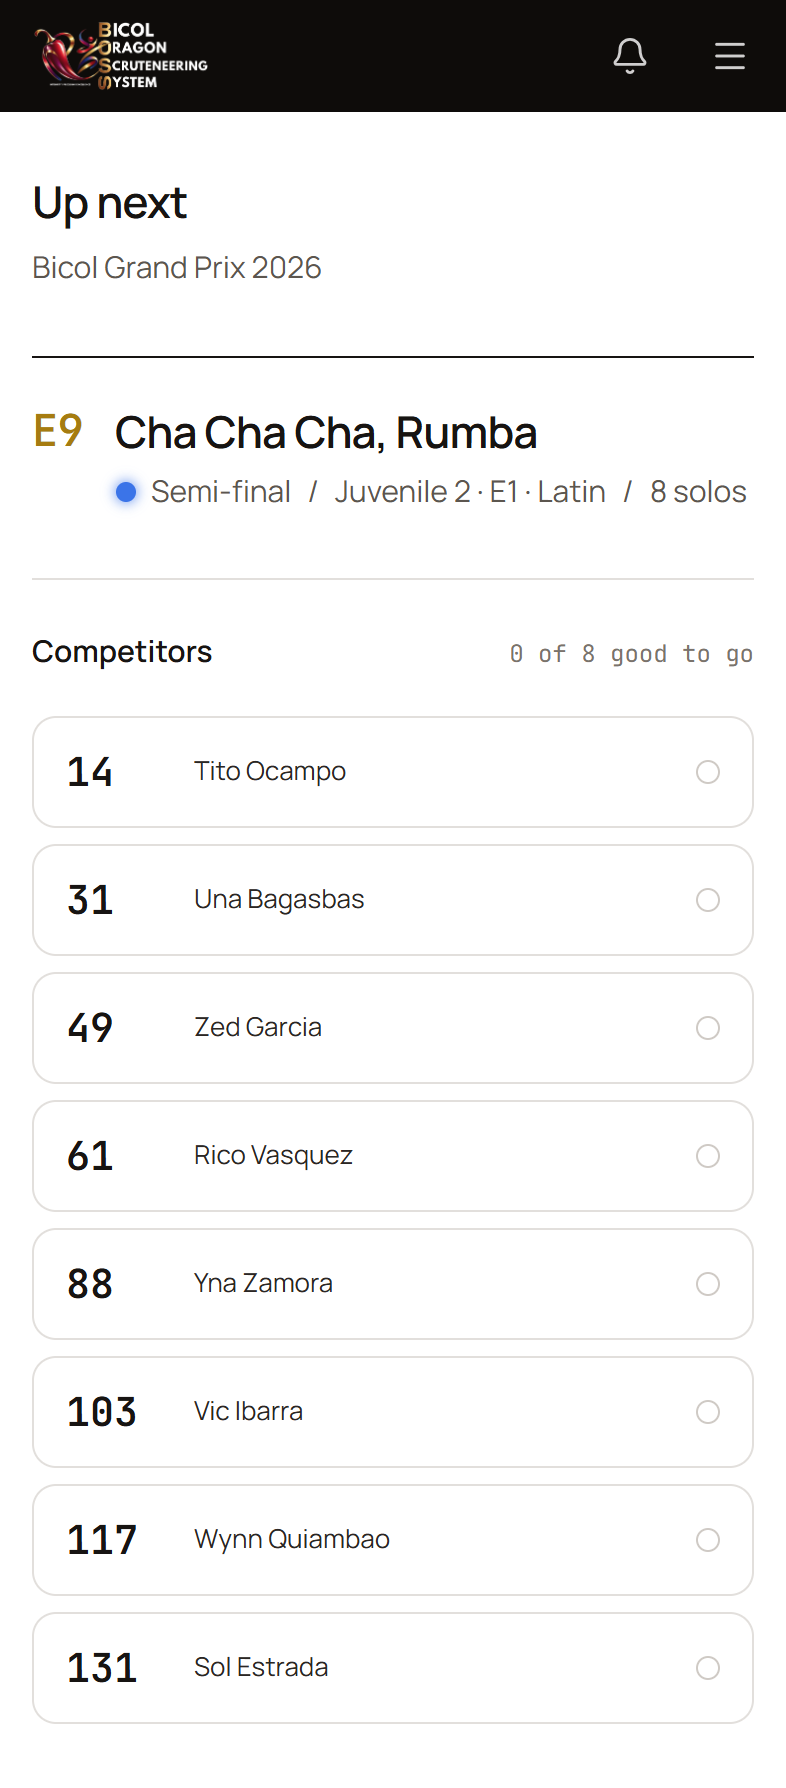 BICOL
DRAGON
SCRUTENEERING
SYSTEM
Up next
Bicol Grand Prix 2026
E9 Cha Cha Cha, Rumba
Semi-final / Juvenile 2 · E1 · Latin / 8 solos
Competitors 0 of 8 good to go
14 Tito Ocampo
31 Una Bagasbas
49 Zed Garcia
61 Rico Vasquez
88 Yna Zamora
103 Vic Ibarra
117 Wynn Quiambao
131 Sol Estrada